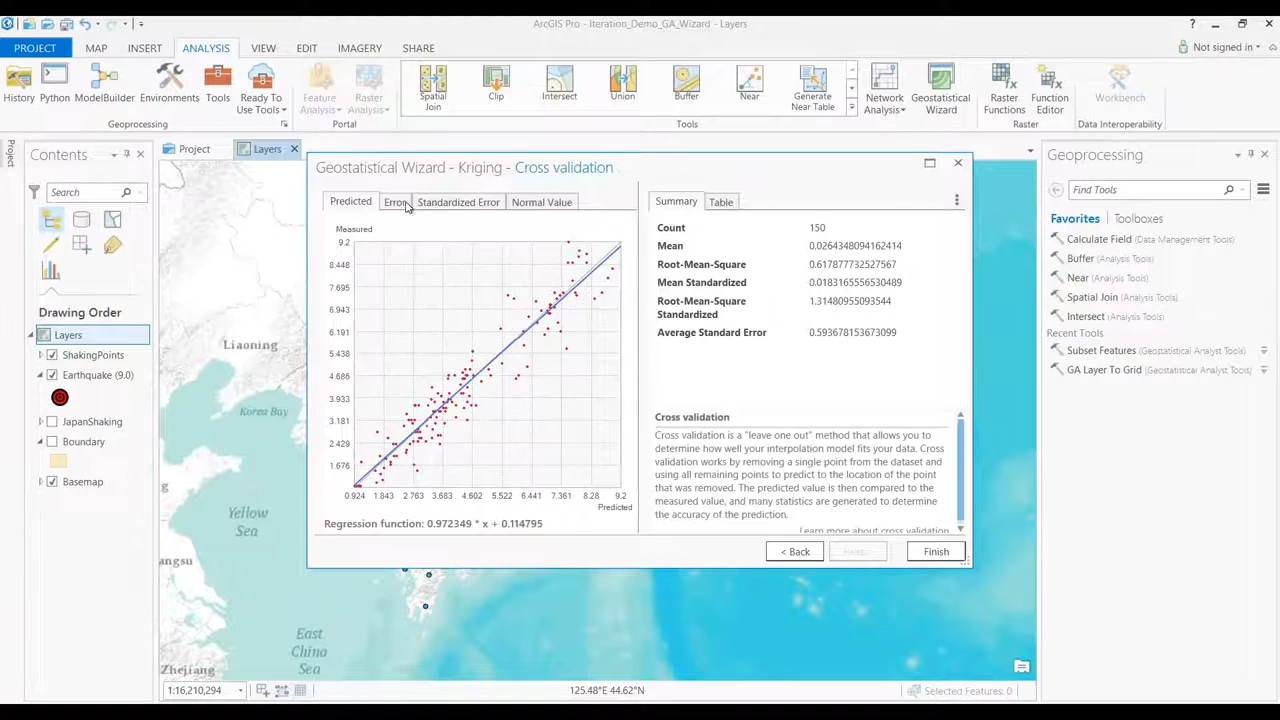 ArcGIS Pro - Iteration_Demo_GA_Wizard - Layers
?
PROJECT MAP INSERT ANALYSIS VIEW EDIT IMAGERY SHARE
Not signed in
History Python ModelBuilder Environments Tools Ready To Use Tools
Feature Analysis Raster Analysis
Spatial Join Clip Intersect Union Buffer Near Generate Near Table
Network Analysis Geostatistical Wizard Raster Functions Function Editor Workbench
Geoprocessing Portal Tools Raster Data Interoperability
Project
Contents
Search
Drawing Order
Layers
ShakingPoints
Earthquake (9.0)
JapanShaking
Boundary
Basemap
Project Layers
Liaoning
Korea Bay
Yellow Sea
angsu
East China Sea
Zhejiang
Geostatistical Wizard - Kriging - Cross validation
Predicted Error Standardized Error Normal Value
Measured
9.2
8.448
7.695
6.943
6.191
5.438
4.686
3.933
3.181
2.429
1.676
0.924 1.843 2.763 3.683 4.602 5.522 6.441 7.361 8.28 9.2
Predicted
Regression function: 0.972349 * x + 0.114795
Summary Table
Count 150
Mean 0.0264348094162414
Root-Mean-Square 0.617877732527567
Mean Standardized 0.0183165556530489
Root-Mean-Square Standardized 1.31480955093544
Average Standard Error 0.593678153673099
Cross validation
Cross validation is a "leave one out" method that allows you to
determine how well your interpolation model fits your data. Cross
validation works by removing a single point from the dataset and
using all remaining points to predict to the location of the point
that was removed. The predicted value is then compared to the
measured value, and many statistics are generated to determine
the accuracy of the prediction.
Learn more about cross validation
< Back Finish
Geoprocessing
Find Tools
Favorites Toolboxes
Calculate Field (Data Management Tools)
Buffer (Analysis Tools)
Near (Analysis Tools)
Spatial Join (Analysis Tools)
Intersect (Analysis Tools)
Recent Tools
Subset Features (Geostatistical Analyst Tools)
GA Layer To Grid (Geostatistical Analyst Tools)
1:16,210,294
125.48°E 44.62°N
Selected Features: 0